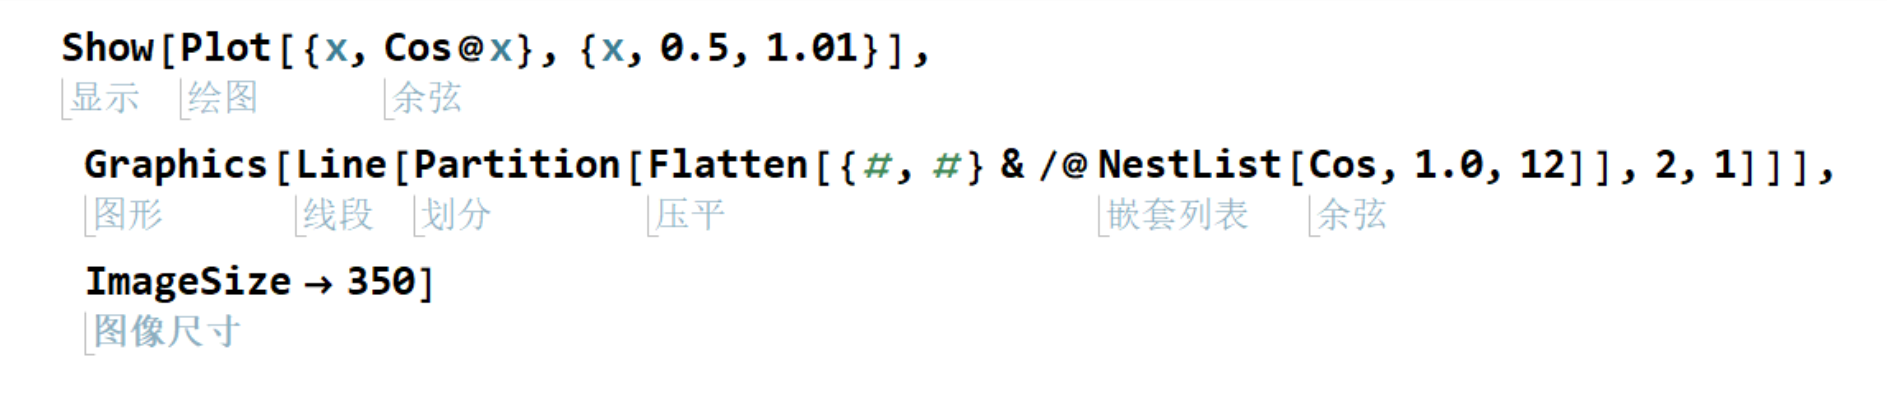 Show[Plot[{x, Cos@x}, {x, 0.5, 1.01}],
显示 绘图 余弦
Graphics[Line[Partition[Flatten[{#, #} & /@ NestList[Cos, 1.0, 12]], 2, 1]]],
图形 线段 划分 压平 嵌套列表 余弦
ImageSize → 350]
图像尺寸